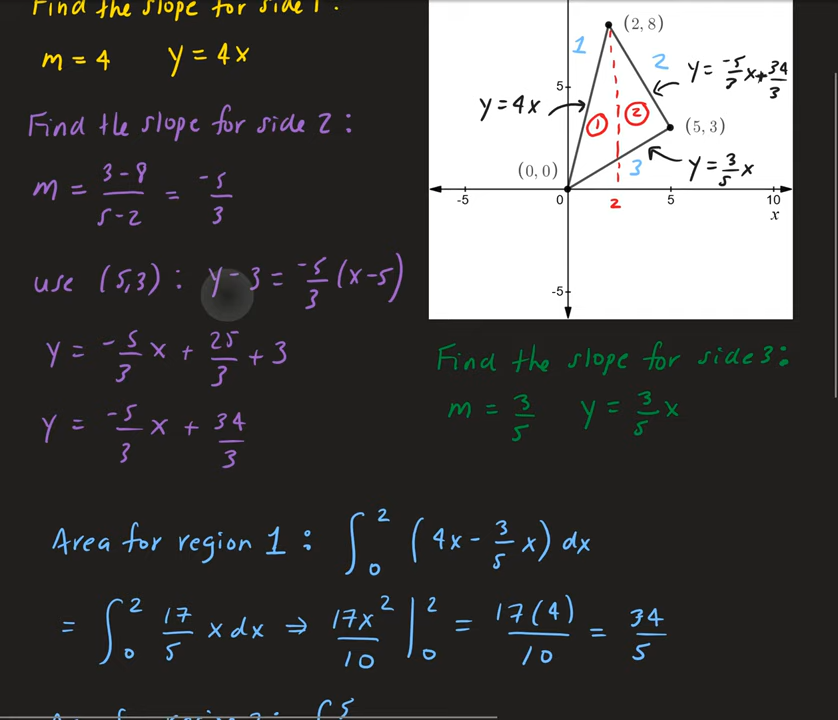 Find the slope for side 1:
m = 4 y = 4x
Find the slope for side 2:
m = 3-8/5-2 = -5/3
use (5,3): y-3 = -5/3 (x-5)
y = -5/3 x + 25/3 + 3
y = -5/3 x + 34/3
(2,8)
1
2
y = -5/3 x + 34/3
5
y = 4x
1
2
(5,3)
(0,0)
3
y = 3/5 x
-5
0
2
5
10
x
-5
Find the slope for side 3:
m = 3/5 y = 3/5 x
Area for region 1: ∫₀² (4x - 3/5 x) dx
= ∫₀² 17/5 x dx ⇒ 17x²/10 |₀² = 17(4)/10 = 34/5